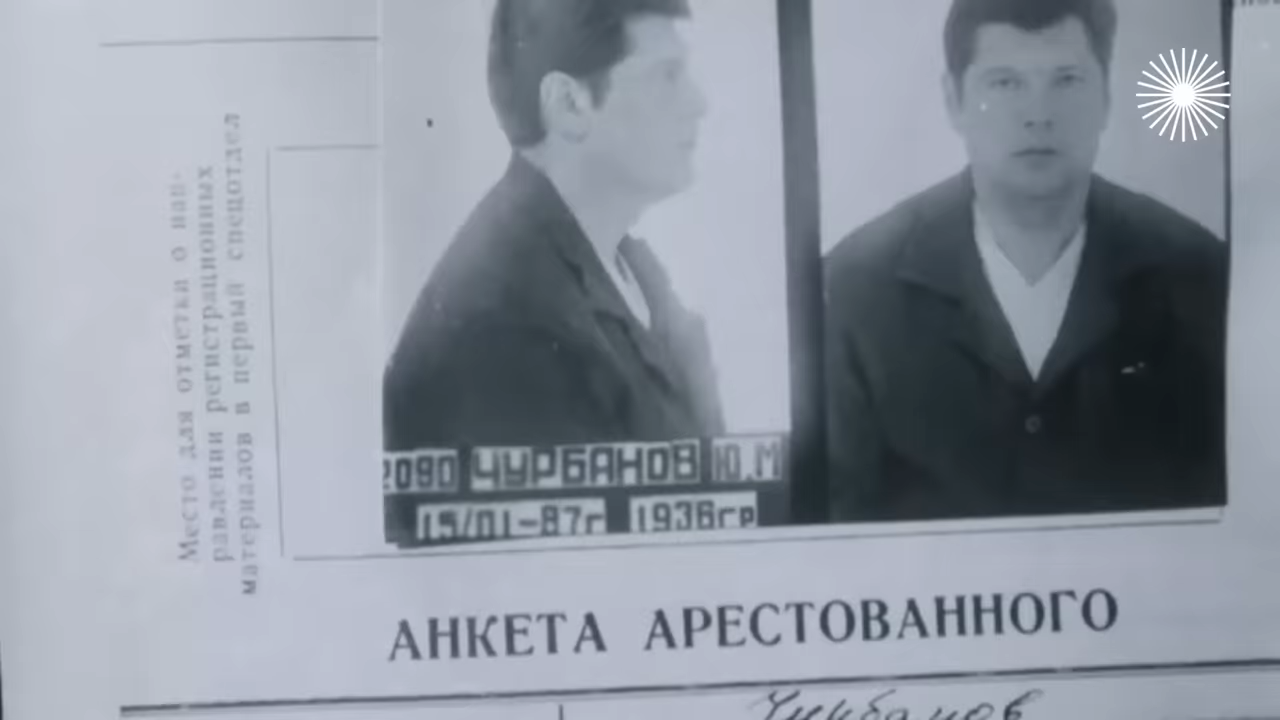 Место для отметки о нап-
равлении регистрационных
материалов в первый спецотдел
2090 ЧУРБАНОВ Ю.М
15/01-87г 1936гр
АНКЕТА АРЕСТОВАННОГО
Чурбанов